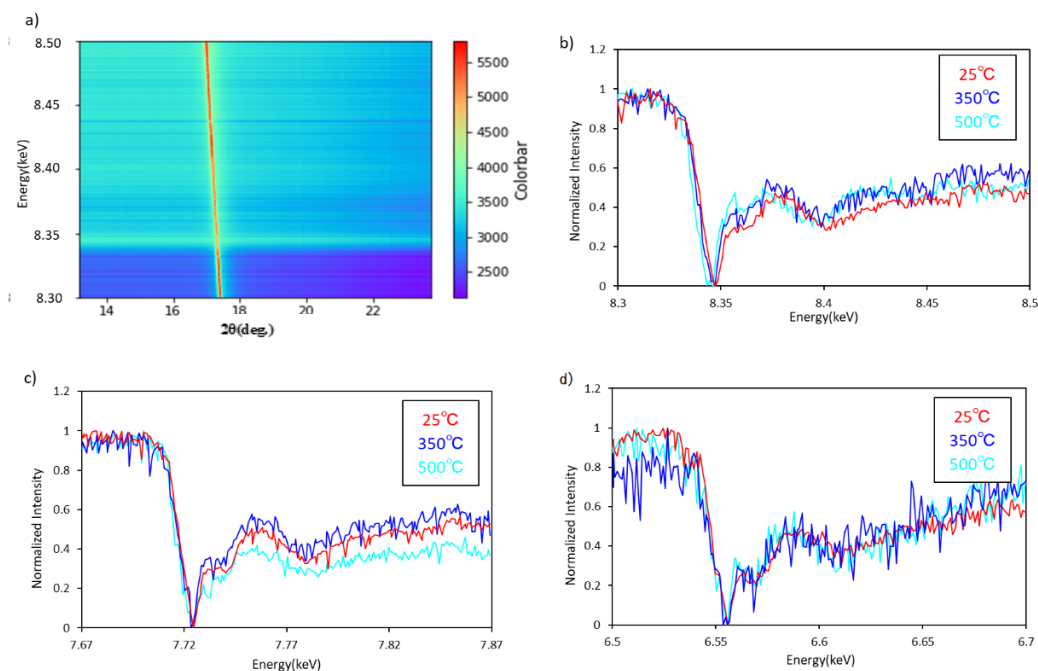 a)
8.50
8.45
8.40
8.35
8.30
Energy(keV)
14 16 18 20 22
2θ(deg.)
5500
5000
4500
4000
3500
3000
2500
Colorbar
b)
1.2
1
0.8
0.6
0.4
0.2
0
Normalized Intensity
25℃
350℃
500℃
8.3 8.35 8.4 8.45 8.5
Energy(keV)
c)
1.2
1
0.8
0.6
0.4
0.2
0
Normalized Intensity
25℃
350℃
500℃
7.67 7.72 7.77 7.82 7.87
Energy(keV)
d)
1.2
1
0.8
0.6
0.4
0.2
0
Normalized Intensity
25℃
350℃
500℃
6.5 6.55 6.6 6.65 6.7
Energy(keV)